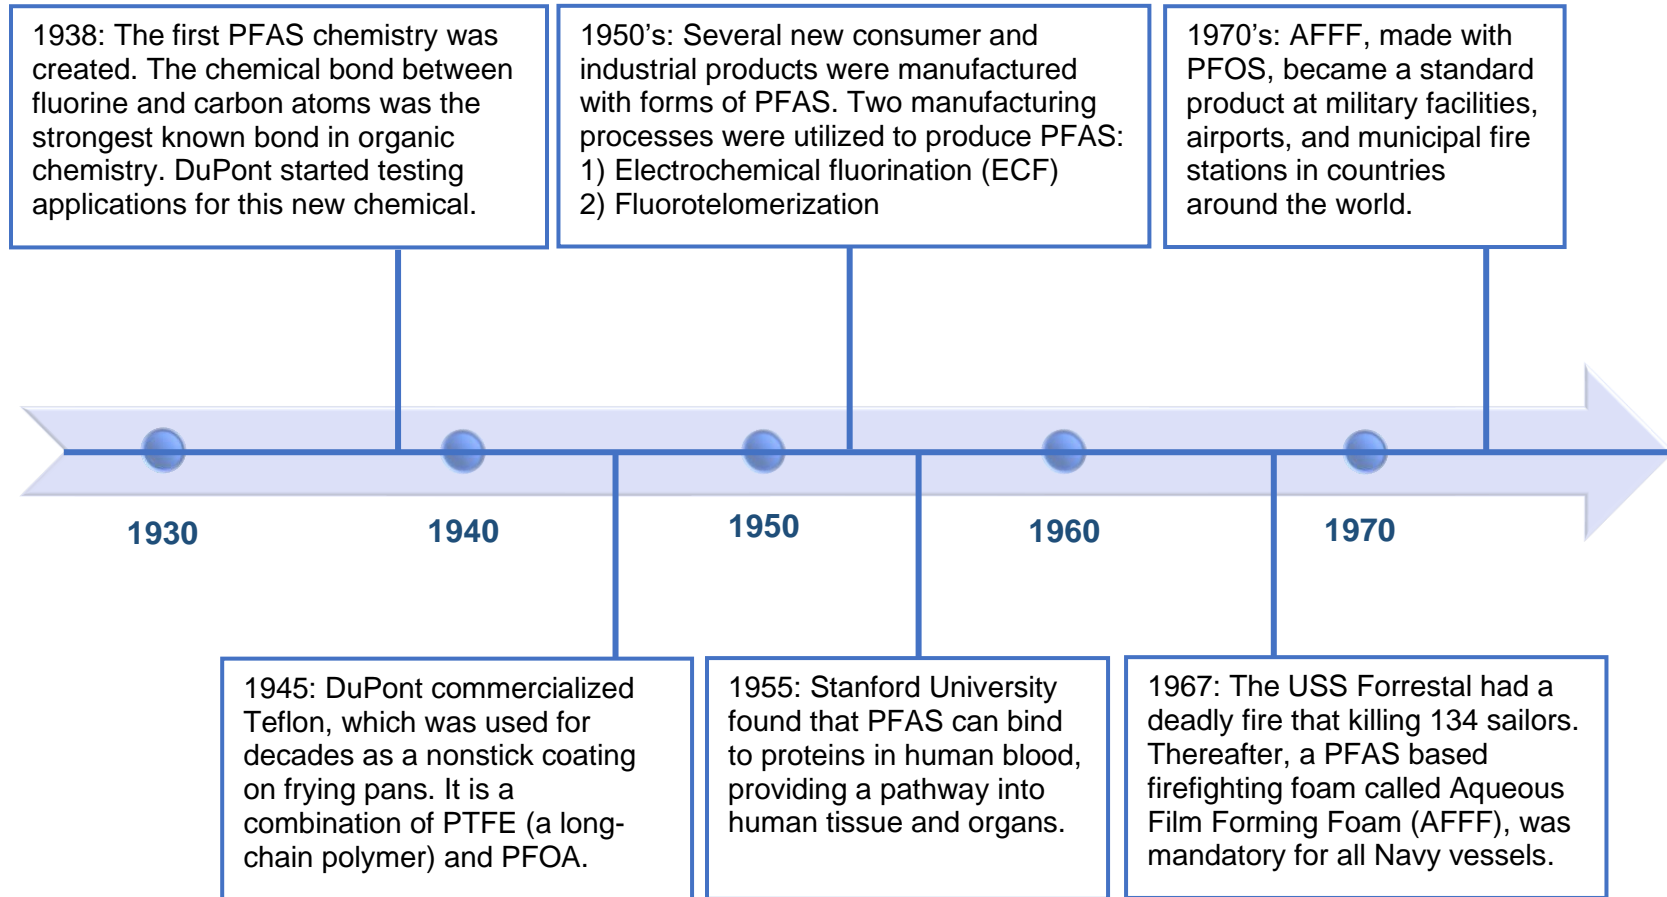 1938: The first PFAS chemistry was
created. The chemical bond between
fluorine and carbon atoms was the
strongest known bond in organic
chemistry. DuPont started testing
applications for this new chemical.
1950's: Several new consumer and
industrial products were manufactured
with forms of PFAS. Two manufacturing
processes were utilized to produce PFAS:
1) Electrochemical fluorination (ECF)
2) Fluorotelomerization
1970's: AFFF, made with
PFOS, became a standard
product at military facilities,
airports, and municipal fire
stations in countries
around the world.
1930
1940
1950
1960
1970
1945: DuPont commercialized
Teflon, which was used for
decades as a nonstick coating
on frying pans. It is a
combination of PTFE (a long-
chain polymer) and PFOA.
1955: Stanford University
found that PFAS can bind
to proteins in human blood,
providing a pathway into
human tissue and organs.
1967: The USS Forrestal had a
deadly fire that killing 134 sailors.
Thereafter, a PFAS based
firefighting foam called Aqueous
Film Forming Foam (AFFF), was
mandatory for all Navy vessels.